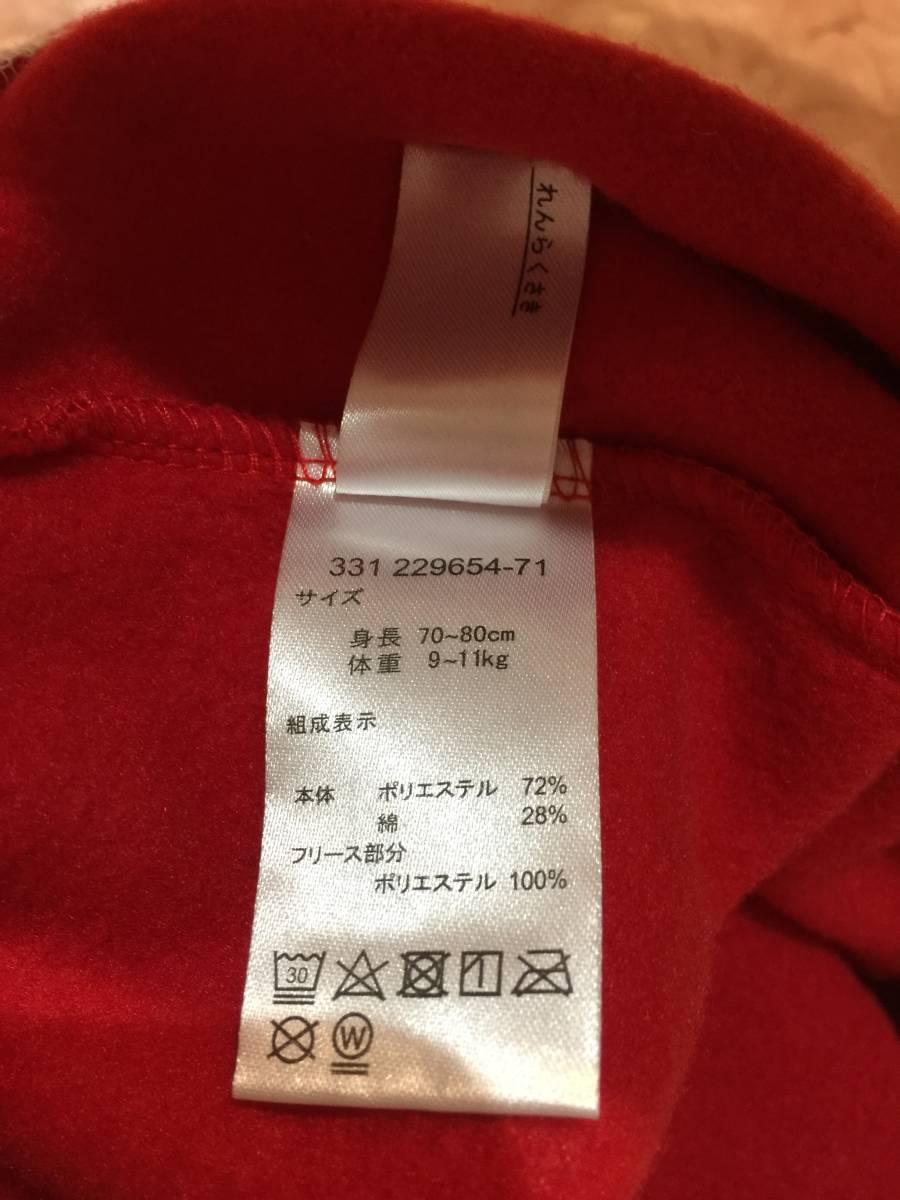 れんらくさき
331 229654-71
サイズ
身長 70~80cm
体重 9~11kg
組成表示
本体 ポリエステル 72%
綿 28%
フリース部分
ポリエステル 100%
30
W